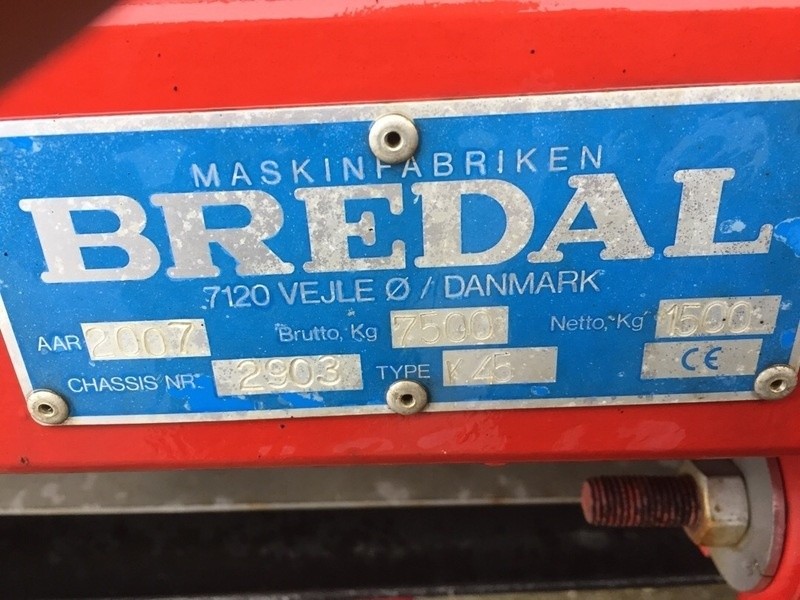 MASKINFABRIKEN
BREDAL
7120 VEJLE Ø / DANMARK
AAR 2007 Brutto, Kg 7500 Netto, Kg 1500
CHASSIS NR. 2903 TYPE K45 CE